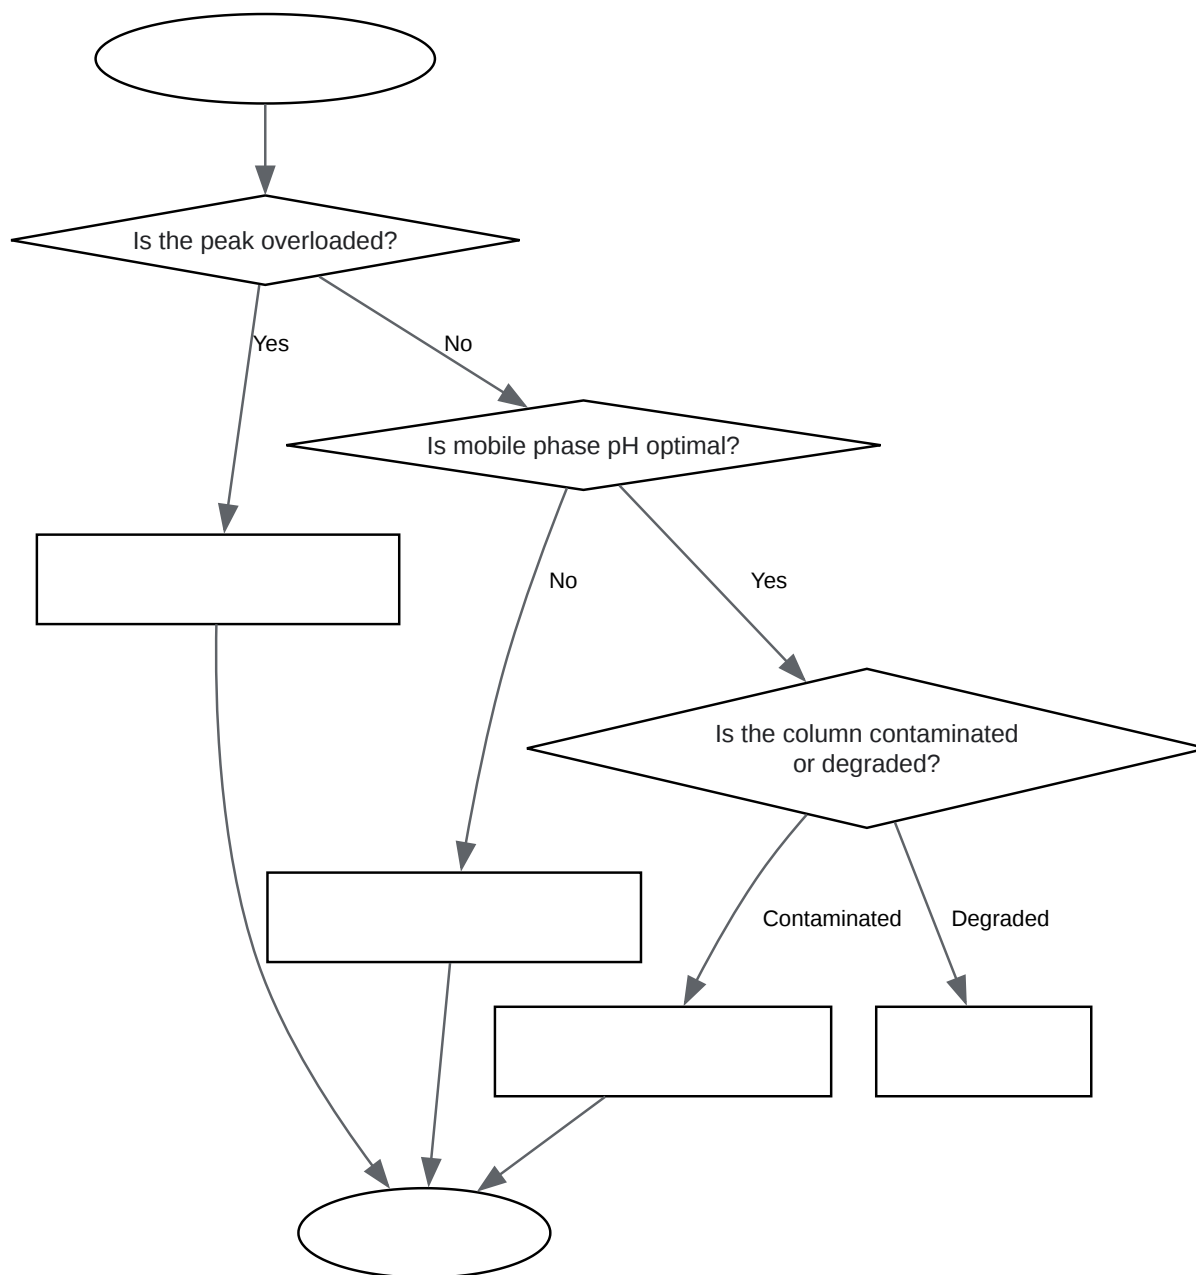 Is the peak overloaded?
Yes
No
Is mobile phase pH optimal?
No
Yes
Is the column contaminated
or degraded?
Contaminated
Degraded